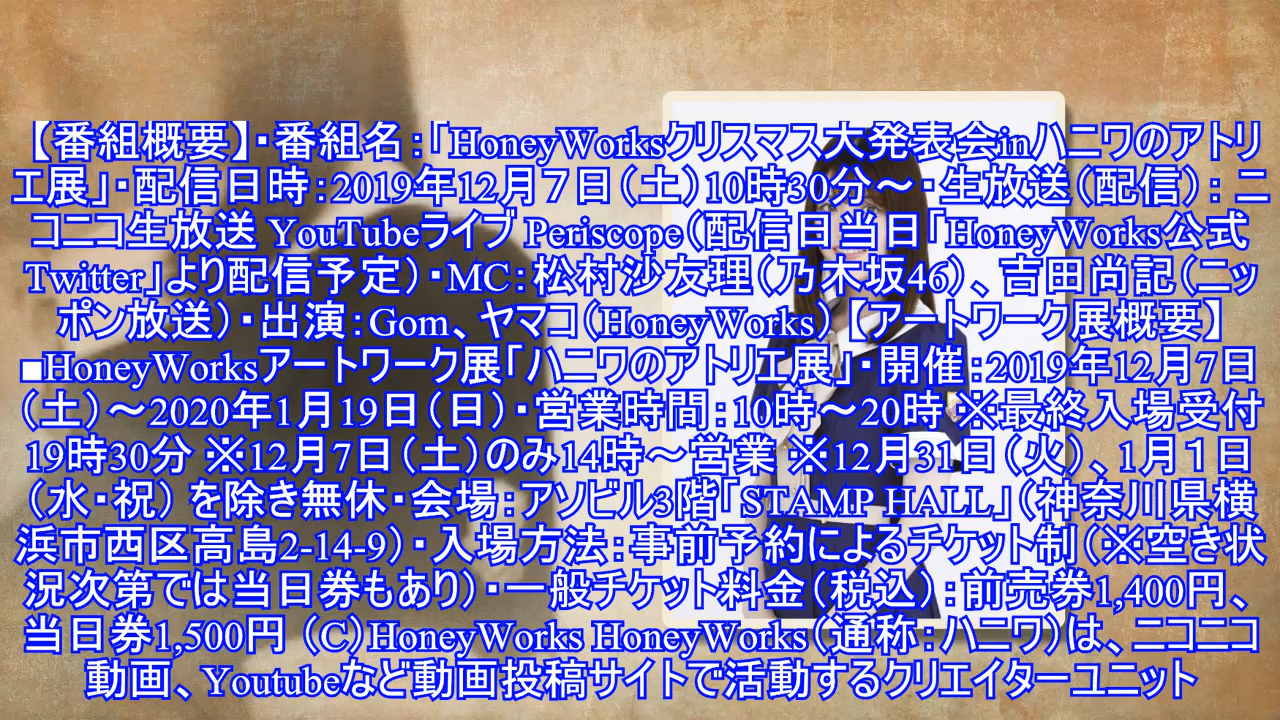 【番組概要】・番組名：「HoneyWorksクリスマス大発表会inハニワのアトリ
エ展」・配信日時：2019年12月７日（土）10時30分～・生放送（配信）： ニ
コニコ生放送 YouTubeライブ Periscope（配信日当日「HoneyWorks公式
Twitter」より配信予定）・MC： 松村沙友理（乃木坂46）、吉田尚記（ニッ
ポン放送）・出演：Gom、ヤマコ（HoneyWorks）【アートワーク展概要】
■HoneyWorksアートワーク展「ハニワのアトリエ展」・開催：2019年12月7日
（土）～2020年1月19日（日）・営業時間：10時～20時 ※最終入場受付
19時30分 ※12月7日（土）のみ14時～営業 ※12月31日（火）、1月１日
（水・祝） を除き無休・会場：アソビル3階「STAMP HALL」（神奈川県横
浜市西区高島2-14-9）・入場方法：事前予約によるチケット制（※空き状
況次第では当日券もあり）・一般チケット料金（税込）：前売券1,400円、
当日券1,500円 （C）HoneyWorks HoneyWorks（通称：ハニワ）は、ニコニコ
動画、Youtubeなど動画投稿サイトで活動するクリエイターユニット